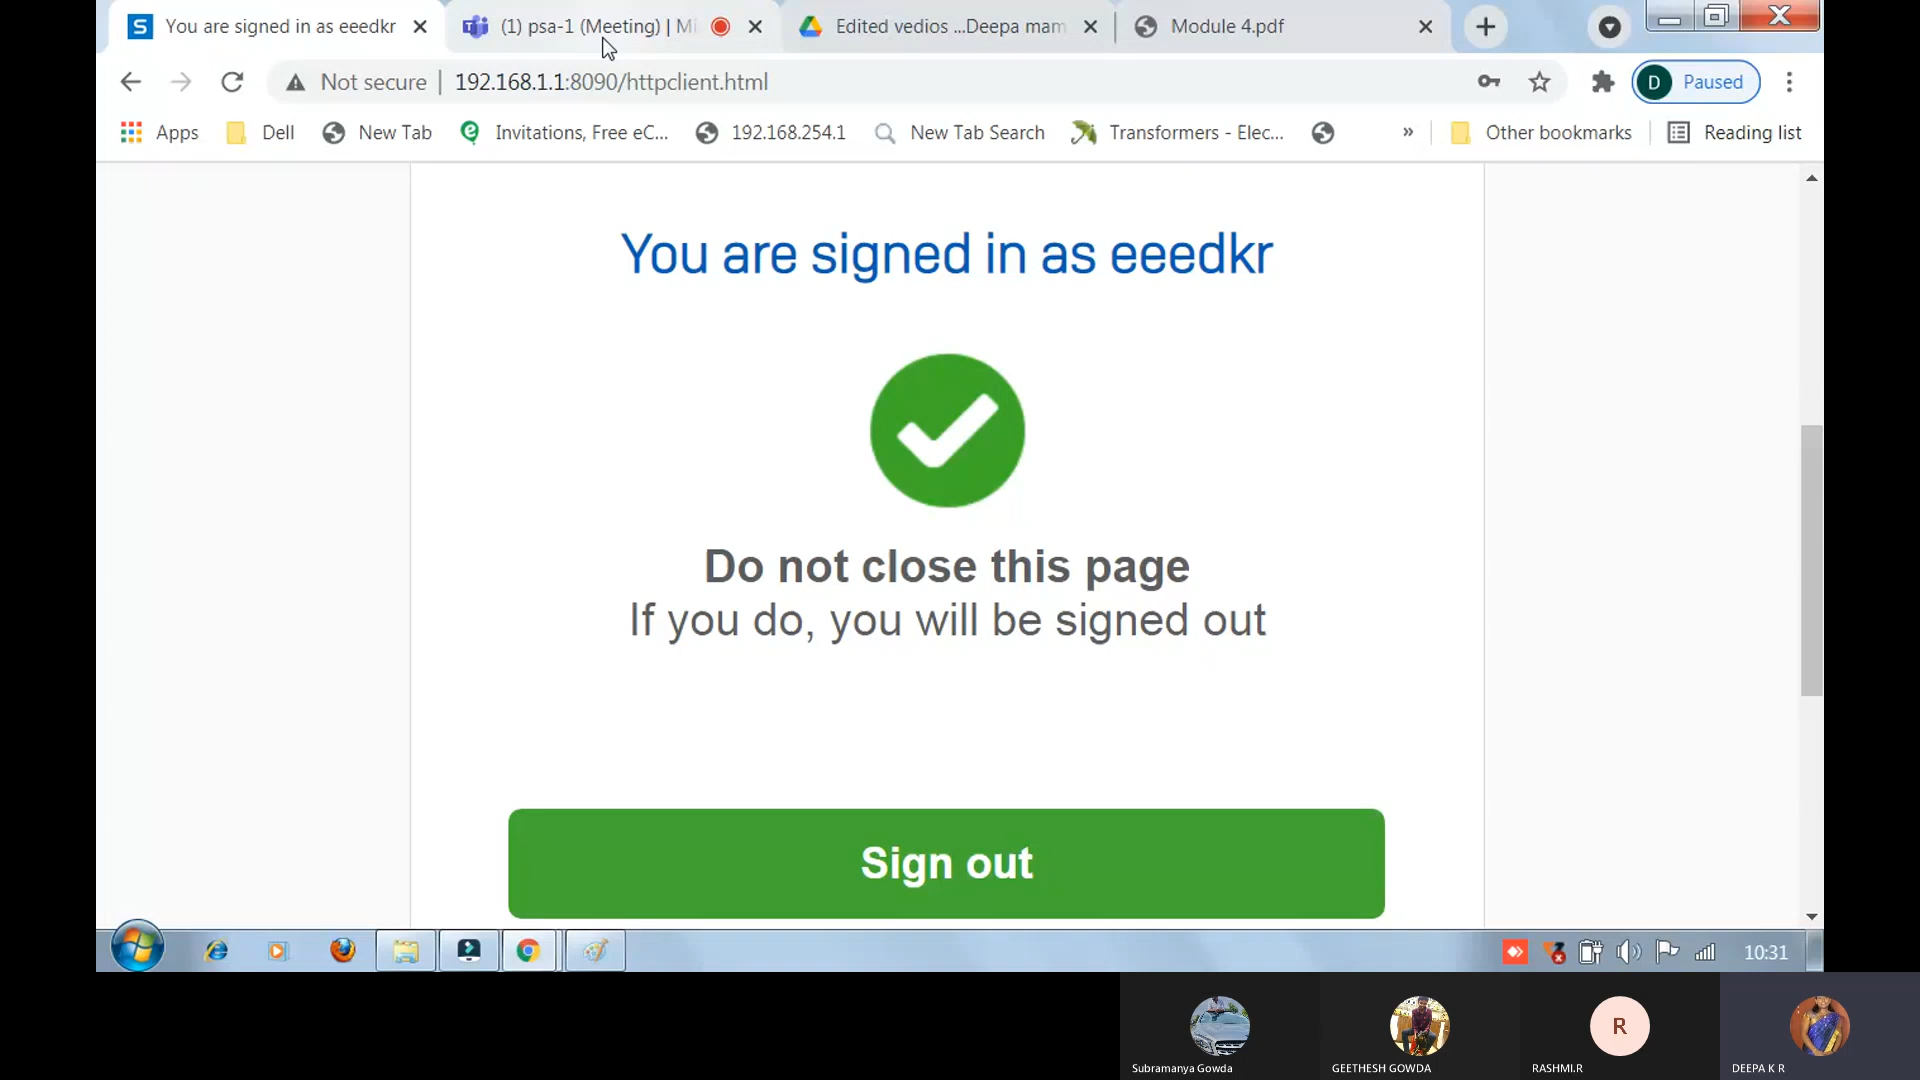 You are signed in as eeedkr
(1) psa-1 (Meeting) | Mi
Edited vedios ...Deepa mam
Module 4.pdf
Not secure
192.168.1.1:8090/httpclient.html
D
Paused
Apps
Dell
New Tab
Invitations, Free eC...
192.168.254.1
New Tab Search
Transformers - Elec...
»
Other bookmarks
Reading list
You are signed in as eeedkr
Do not close this page
If you do, you will be signed out
Sign out
10:31
R
Subramanya Gowda
GEETHESH GOWDA
RASHMI.R
DEEPA K R